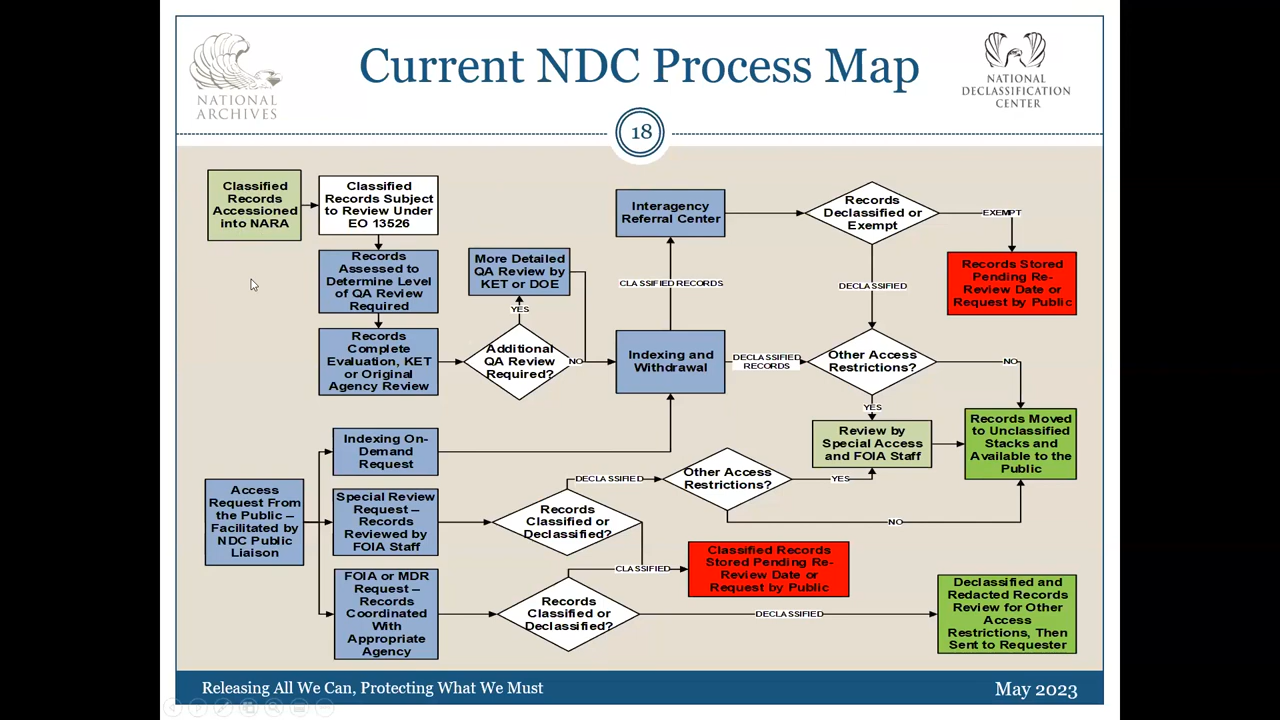 Current NDC Process Map
NATIONAL
ARCHIVES
NATIONAL
DECLASSIFICATION
CENTER
18
Classified
Records
Accessioned
into NARA
Classified
Records Subject
to Review Under
EO 13526
Records
Assessed to
Determine Level
of QA Review
Required
Records
Complete
Evaluation, KET
or Original
Agency Review
More Detailed
QA Review by
KET or DOE
YES
Additional
QA Review
Required?
NO
Interagency
Referral Center
CLASSIFIED RECORDS
Indexing and
Withdrawal
DECLASSIFIED
RECORDS
Records
Declassified or
Exempt
EXEMPT
Records Stored
Pending Re-
Review Date or
Request by Public
DECLASSIFIED
Other Access
Restrictions?
NO
YES
Review by
Special Access
and FOIA Staff
Records Moved
to Unclassified
Stacks and
Available to the
Public
Access
Request From
the Public –
Facilitated by
NDC Public
Liaison
Indexing On-
Demand
Request
Special Review
Request –
Records
Reviewed by
FOIA Staff
FOIA or MDR
Request –
Records
Coordinated
With
Appropriate
Agency
DECLASSIFIED
Records
Classified or
Declassified?
Other Access
Restrictions?
YES
NO
CLASSIFIED
Classified Records
Stored Pending Re-
Review Date or
Request by Public
Records
Classified or
Declassified?
DECLASSIFIED
Declassified and
Redacted Records
Review for Other
Access
Restrictions, Then
Sent to Requester
Releasing All We Can, Protecting What We Must
May 2023